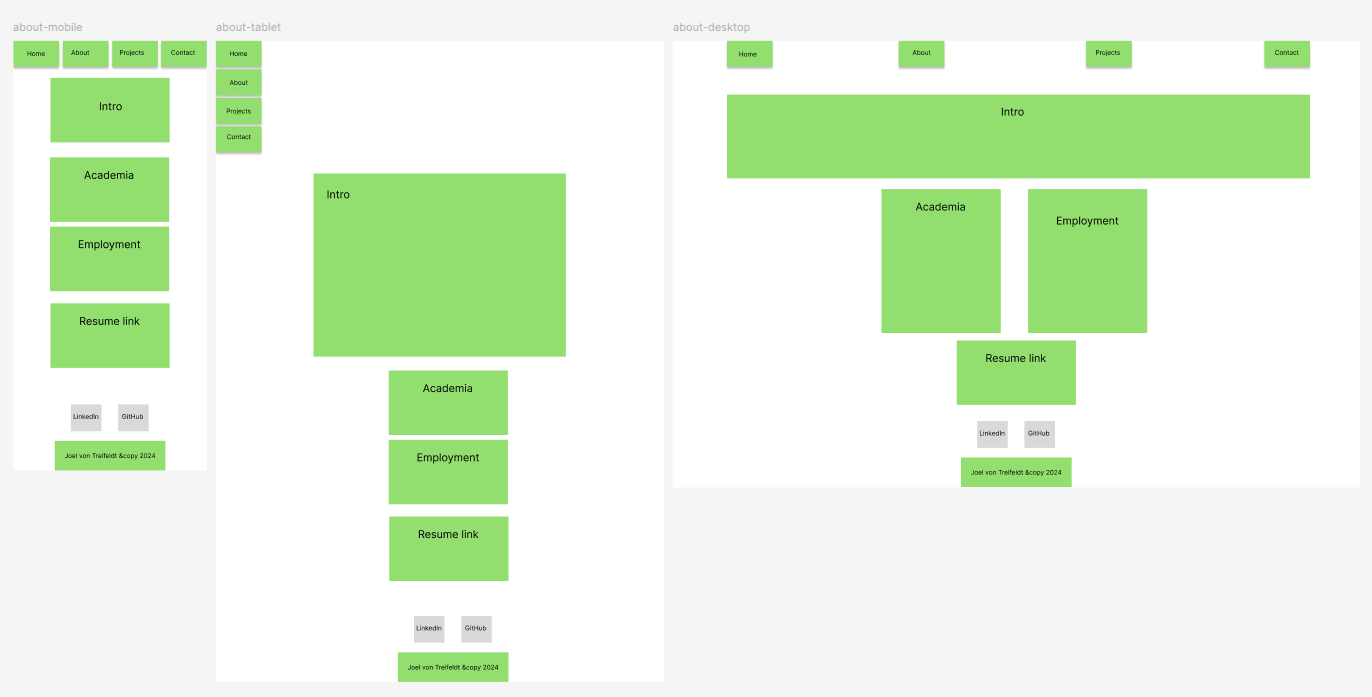 about-mobile
Home
About
Projects
Contact
Intro
Academia
Employment
Resume link
LinkedIn
GitHub
Joel von Treifeldt &copy 2024
about-tablet
Home
About
Projects
Contact
Intro
Academia
Employment
Resume link
LinkedIn
GitHub
Joel von Treifeldt &copy 2024
about-desktop
Home
About
Projects
Contact
Intro
Academia
Employment
Resume link
LinkedIn
GitHub
Joel von Treifeldt &copy 2024